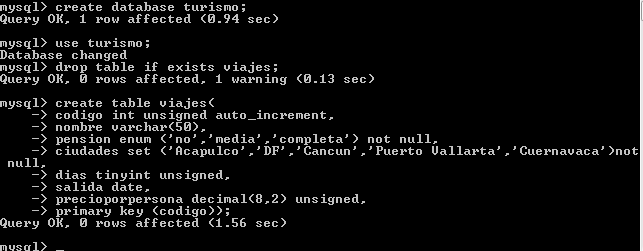 mysql> create database turismo;
Query OK, 1 row affected (0.94 sec)
mysql> use turismo;
Database changed
mysql> drop table if exists viajes;
Query OK, 0 rows affected, 1 warning (0.13 sec)
mysql> create table viajes(
-> codigo int unsigned auto_increment,
-> nombre varchar(50),
-> pension enum ('no','media','completa') not null,
-> ciudades set ('Acapulco','DF','Cancun','Puerto Vallarta','Cuernavaca')not
null,
-> dias tinyint unsigned,
-> salida date,
-> precioporpersona decimal(8,2) unsigned,
-> primary key (codigo));
Query OK, 0 rows affected (1.56 sec)
mysql> _